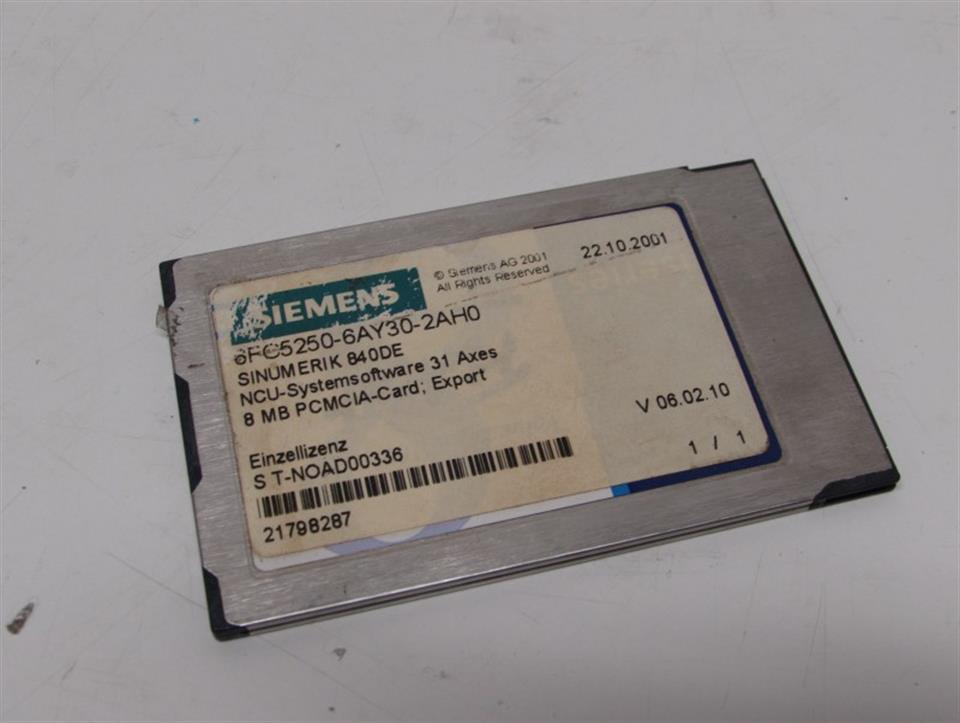 SIEMENS
© Siemens AG 2001
All Rights Reserved
22.10.2001
6FC5250-6AY30-2AH0
SINUMERIK 840DE
NCU-Systemsoftware 31 Axes
8 MB PCMCIA-Card; Export
V 06.02.10
Einzellizenz
1 / 1
S T-NOAD00336
21798287